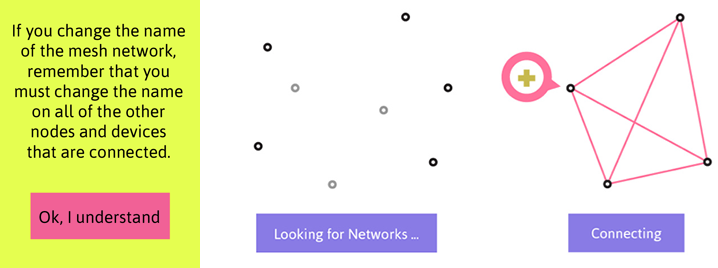 If you change the name
of the mesh network,
remember that you
must change the name
on all of the other
nodes and devices
that are connected.
Ok, I understand
Looking for Networks ...
Connecting